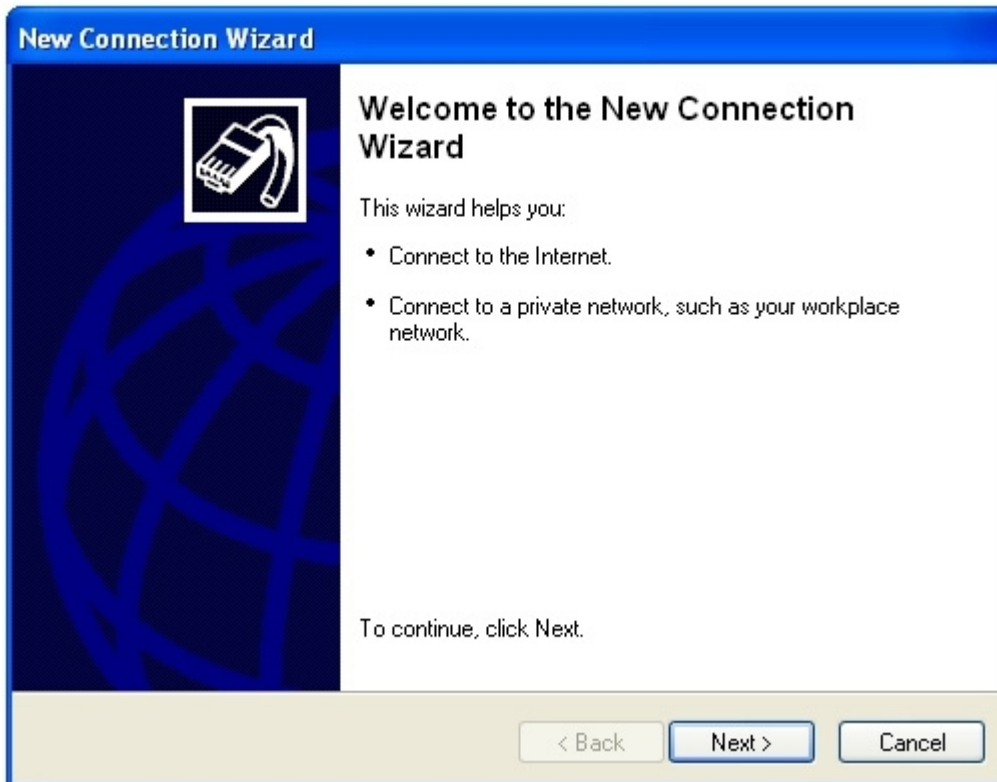 New Connection Wizard
Welcome to the New Connection
Wizard
This wizard helps you:
• Connect to the Internet.
• Connect to a private network, such as your workplace
network.
To continue, click Next.
< Back
Next >
Cancel